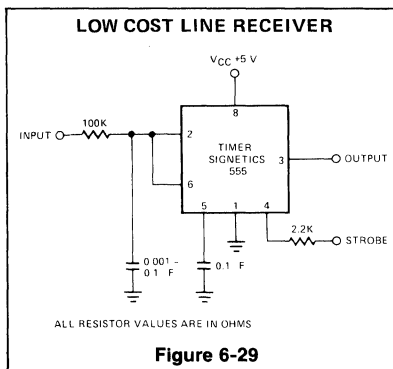 LOW COST LINE RECEIVER
VCC +5 V
8
100K
INPUT
2
TIMER
SIGNETICS
555
3
OUTPUT
6
5
1
4
2.2K
STROBE
0 001 –
0 1 F
0.1 F
ALL RESISTOR VALUES ARE IN OHMS
Figure 6-29